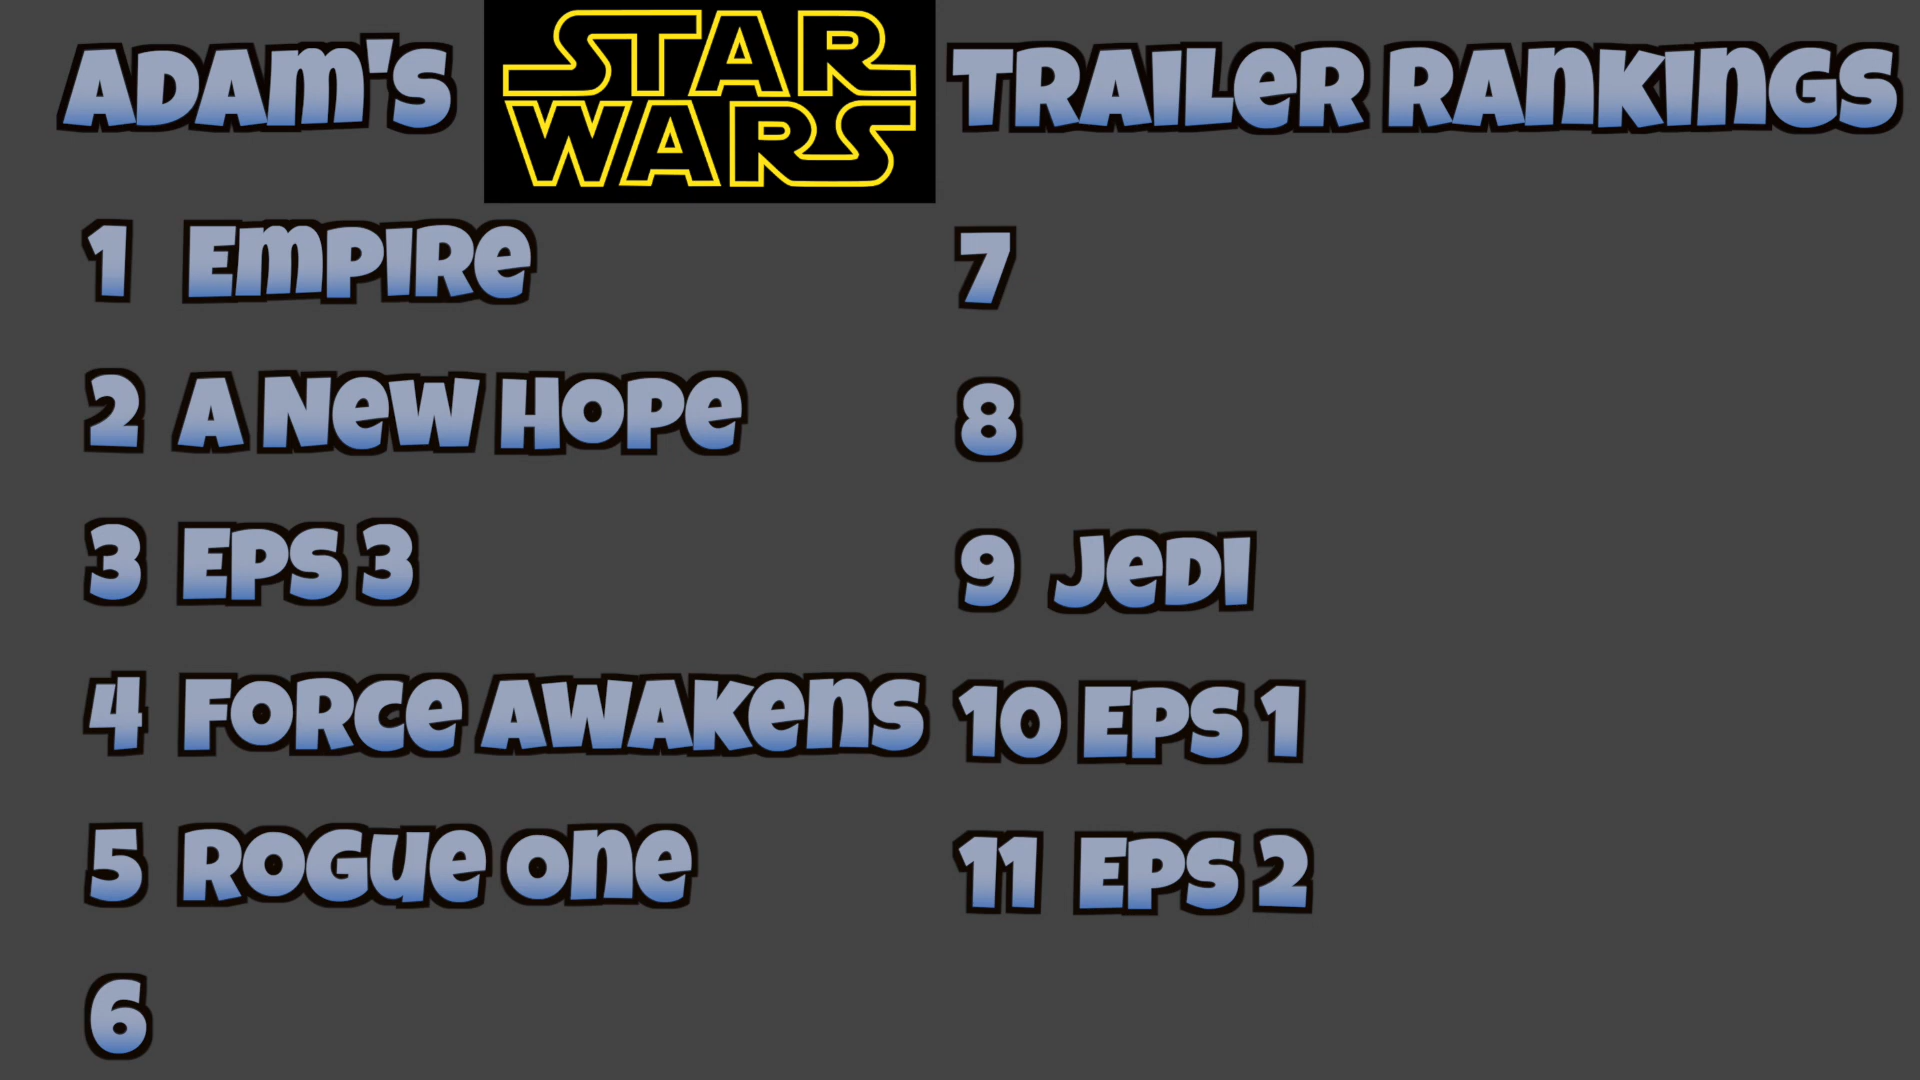 Adam's STAR WARS Trailer Rankings
1 Empire
2 A New Hope
3 Eps 3
4 Force Awakens
5 Rogue One
6
7
8
9 Jedi
10 Eps 1
11 Eps 2